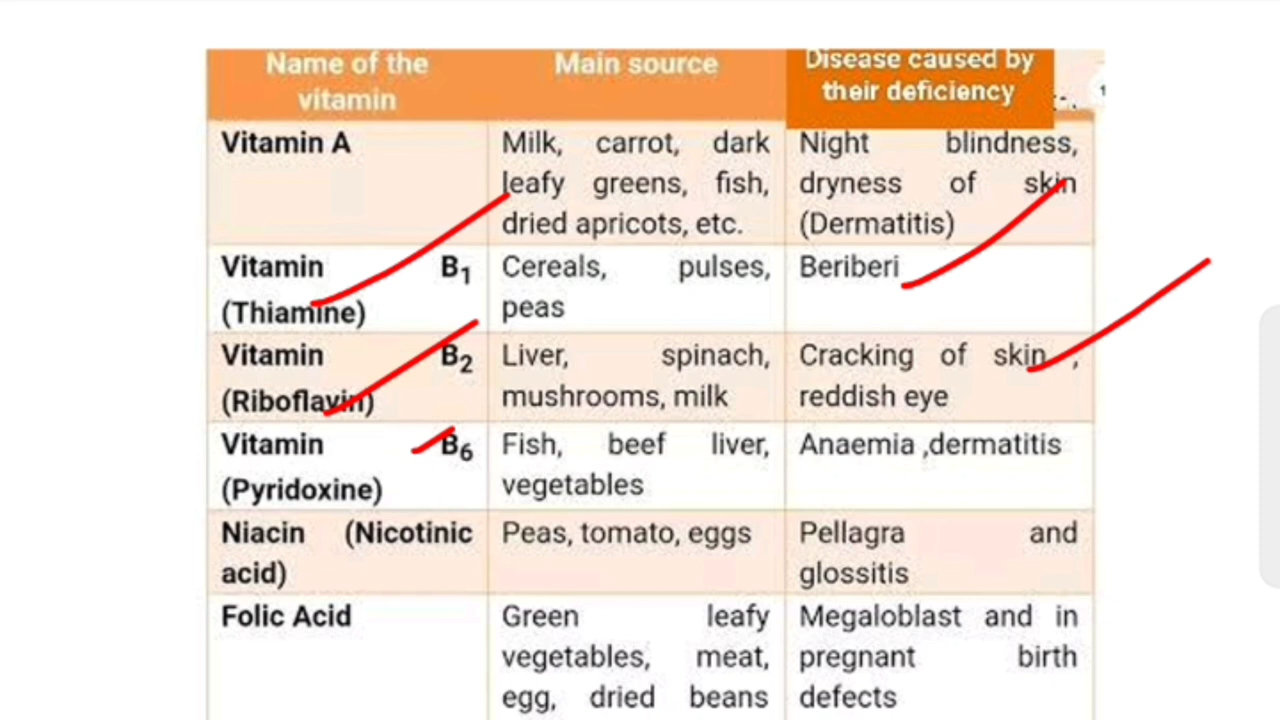 Name of the vitamin
Main source
Disease caused by their deficiency
Vitamin A
Milk, carrot, dark
leafy greens, fish,
dried apricots, etc.
Night blindness,
dryness of skin
(Dermatitis)
Vitamin B1
(Thiamine)
Cereals, pulses,
peas
Beriberi
Vitamin B2
(Riboflavin)
Liver, spinach,
mushrooms, milk
Cracking of skin ,
reddish eye
Vitamin B6
(Pyridoxine)
Fish, beef liver,
vegetables
Anaemia ,dermatitis
Niacin (Nicotinic
acid)
Peas, tomato, eggs
Pellagra and
glossitis
Folic Acid
Green leafy
vegetables, meat,
egg, dried beans
Megaloblast and in
pregnant birth
defects